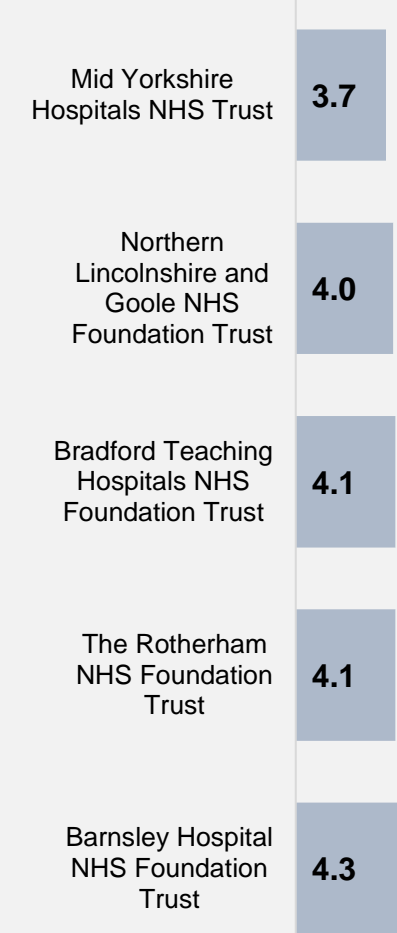 Mid Yorkshire
Hospitals NHS Trust
3.7
Northern
Lincolnshire and
Goole NHS
Foundation Trust
4.0
Bradford Teaching
Hospitals NHS
Foundation Trust
4.1
The Rotherham
NHS Foundation
Trust
4.1
Barnsley Hospital
NHS Foundation
Trust
4.3